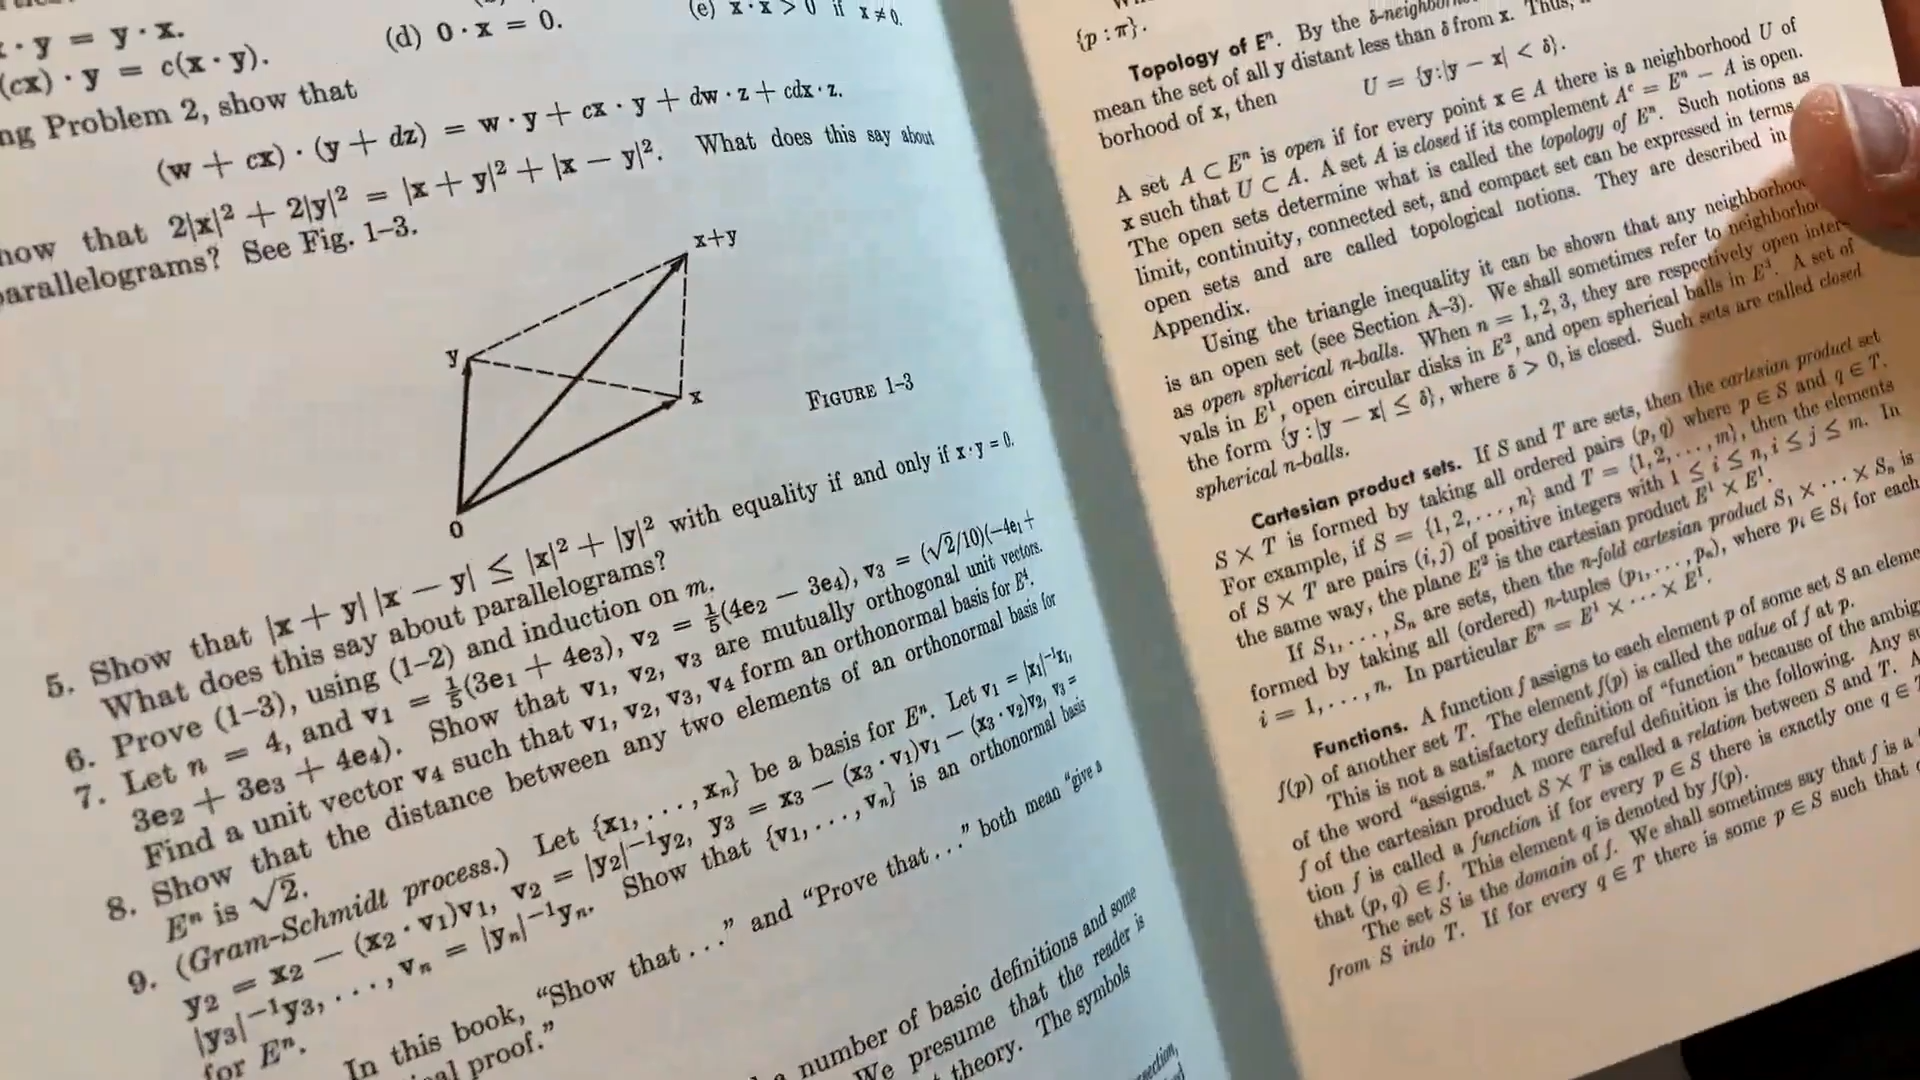 · y = y · x.
(d) 0 · x = 0.
(e) x · x > 0 if x ≠ 0.
(cx) · y = c(x · y).
Problem 2, show that
(w + cx) · (y + dz) = w · y + cx · y + dw · z + cdx · z.
that 2|x|² + 2|y|² = |x + y|² + |x − y|². What does this say about
parallelograms? See Fig. 1–3.
x+y
y
x
0
FIGURE 1–3
5. Show that |x + y| |x − y| ≤ |x|² + |y|² with equality if and only if x · y = 0.
What does this say about parallelograms?
6. Prove (1–3), using (1–2) and induction on m.
7. Let n = 4, and v₁ = ⅕(3e₁ + 4e₃), v₂ = ⅕(4e₂ − 3e₄), v₃ = (√2/10)(−4e₁ +
3e₂ + 3e₃ + 4e₄). Show that v₁, v₂, v₃ are mutually orthogonal unit vectors.
Find a unit vector v₄ such that v₁, v₂, v₃, v₄ form an orthonormal basis for E⁴.
8. Show that the distance between any two elements of an orthonormal basis for
Eⁿ is √2.
9. (Gram-Schmidt process.) Let {x₁, . . . , xₙ} be a basis for Eⁿ. Let v₁ = |x₁|⁻¹x₁,
y₂ = x₂ − (x₂ · v₁)v₁, v₂ = |y₂|⁻¹y₂, y₃ = x₃ − (x₃ · v₁)v₁ − (x₃ · v₂)v₂, v₃ =
|y₃|⁻¹y₃, . . . , vₙ = |yₙ|⁻¹yₙ. Show that {v₁, . . . , vₙ} is an orthonormal basis
for Eⁿ.
In this book, “Show that . . .” and “Prove that . . .” both mean “give a
proof.”
number of basic definitions and some
We presume that the reader is
theory. The symbols
{p : π}.
Topology of Eⁿ. By the
mean the set of all y distant less than δ from x. Thus,
borhood of x, then
U = {y:|y − x| < δ}.
A set A ⊂ Eⁿ is open if for every point x ∈ A there is a neighborhood U of
x such that U ⊂ A. A set A is closed if its complement Aᶜ = Eⁿ − A is open.
The open sets determine what is called the topology of Eⁿ. Such notions as
limit, continuity, connected set, and compact set can be expressed in terms
open sets and are called topological notions. They are described in
Appendix.
Using the triangle inequality it can be shown that any
is an open set (see Section A–3). We shall sometimes refer to
as open spherical n-balls. When n = 1, 2, 3, they are respectively open inter-
vals in E¹, open circular disks in E², and open spherical balls in E³. A set of
the form {y : |y − x| ≤ δ}, where δ > 0, is closed. Such sets are called closed
spherical n-balls.
Cartesian product sets. If S and T are sets, then the cartesian product set
S × T is formed by taking all ordered pairs (p, q) where p ∈ S and q ∈ T.
For example, if S = {1, 2, . . . , n} and T = {1, 2, . . . , m}, then the elements
of S × T are pairs (i, j) of positive integers with 1 ≤ i ≤ n, i ≤ j ≤ m. In
the same way, the plane E² is the cartesian product E¹ × E¹.
If S₁, . . . , Sₙ are sets, then the n-fold cartesian product S₁ × · · · × Sₙ is
formed by taking all (ordered) n-tuples (p₁, . . . , pₙ), where pᵢ ∈ Sᵢ for each
i = 1, . . . , n. In particular Eⁿ = E¹ × · · · × E¹.
Functions. A function f assigns to each element p of some set S an
f(p) of another set T. The element f(p) is called the value of f at p.
This is not a satisfactory definition of “function” because of the
of the word “assigns.” A more careful definition is the following. Any
f of the cartesian product S × T is called a relation between S and T. A
tion f is called a function if for every p ∈ S there is exactly one q ∈
that (p, q) ∈ f. This element q is denoted by f(p).
The set S is the domain of f. We shall sometimes say that f is a
from S into T. If for every q ∈ T there is some p ∈ S such that